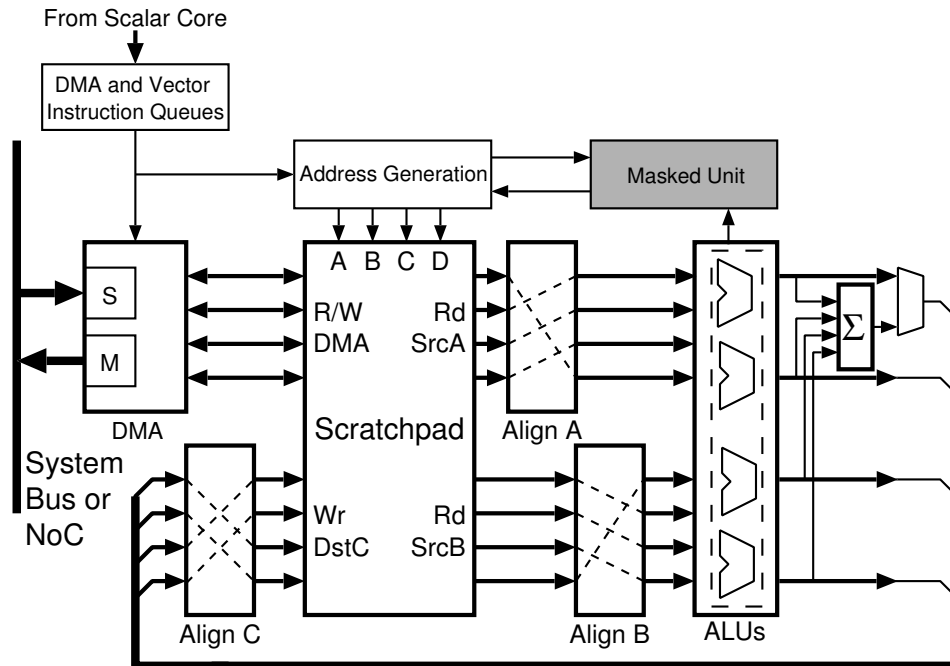 From Scalar Core
DMA and Vector
Instruction Queues
Address Generation
Masked Unit
A B C D
S
R/W
Rd
Σ
M
DMA
SrcA
DMA
Scratchpad
Align A
System
Bus or
NoC
Wr
Rd
DstC
SrcB
Align C
Align B
ALUs